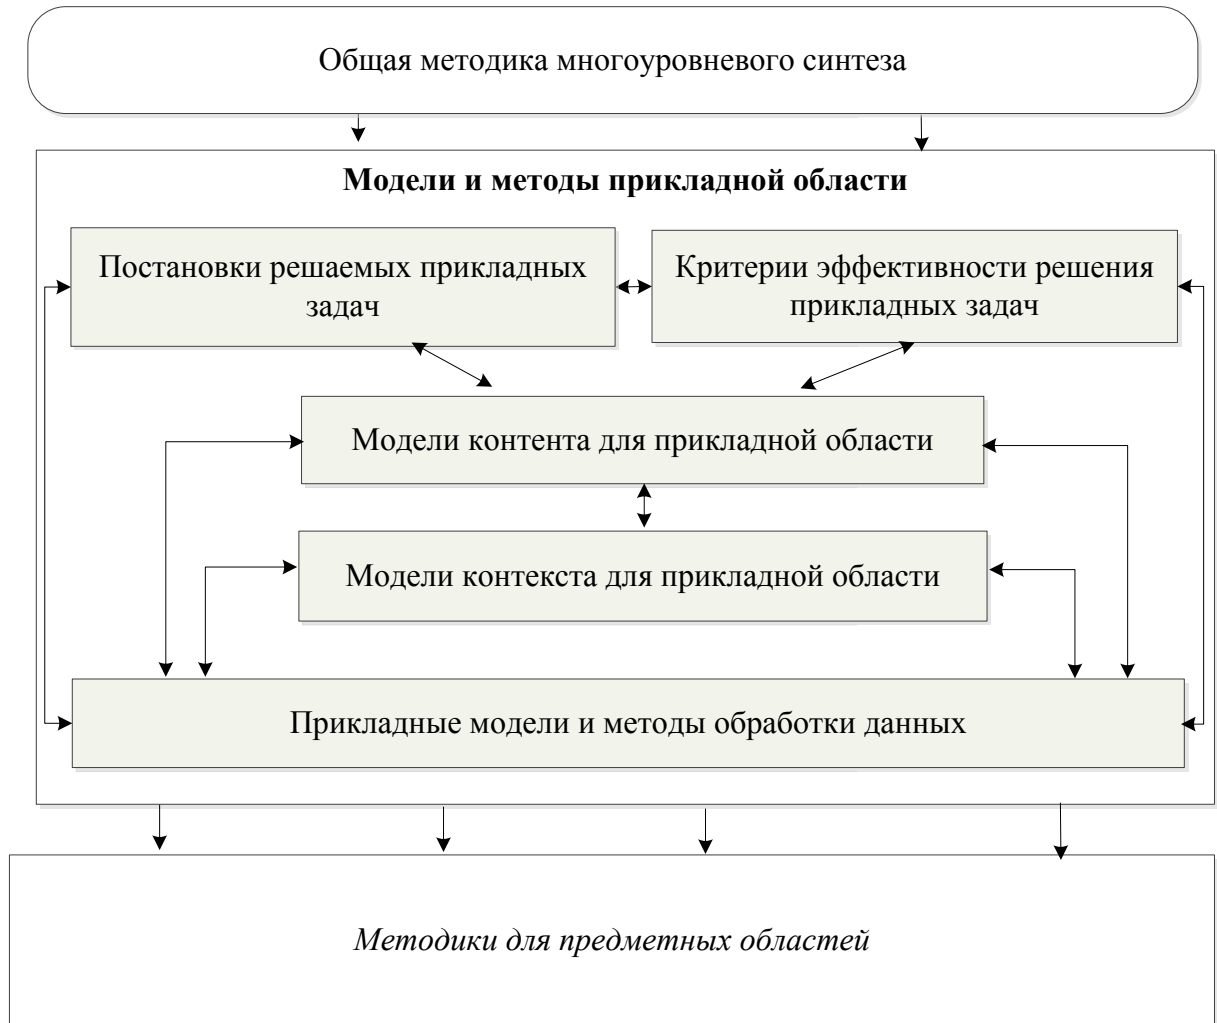 Общая методика многоуровневого синтеза
Модели и методы прикладной области
Постановки решаемых прикладных
задач
Критерии эффективности решения
прикладных задач
Модели контента для прикладной области
Модели контекста для прикладной области
Прикладные модели и методы обработки данных
Методики для предметных областей